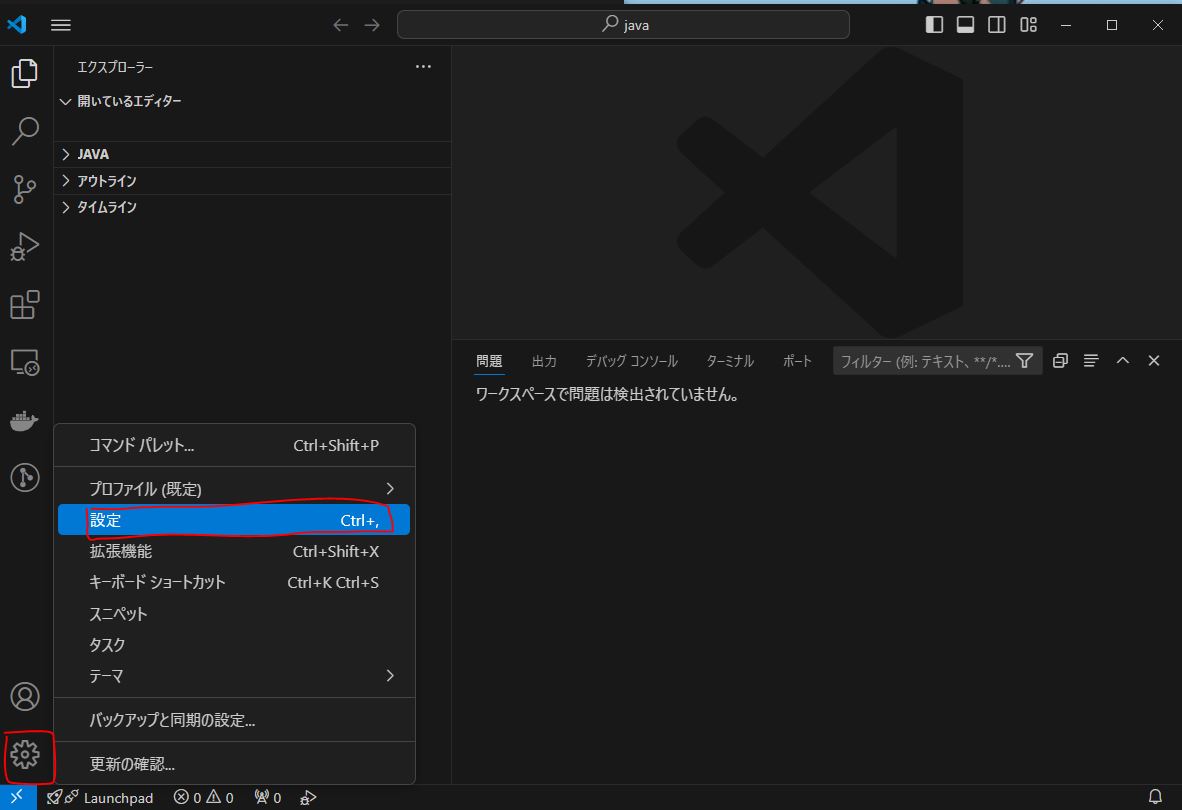 java
エクスプローラー
開いているエディター
JAVA
アウトライン
タイムライン
問題 出力 デバッグ コンソール ターミナル ポート フィルター (例: テキスト、**/*....
ワークスペースで問題は検出されていません。
コマンド パレット... Ctrl+Shift+P
プロファイル (既定)
設定 Ctrl+,
拡張機能 Ctrl+Shift+X
キーボード ショートカット Ctrl+K Ctrl+S
スニペット
タスク
テーマ
バックアップと同期の設定...
更新の確認...
Launchpad 0 0 0